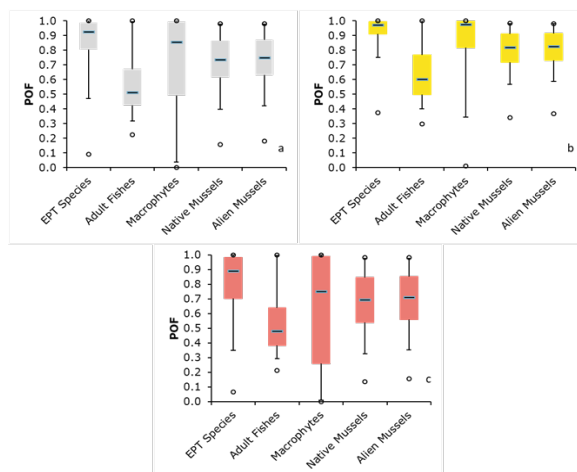 1.0
0.9
0.8
0.7
0.6
0.5
0.4
0.3
0.2
0.1
0.0
POF
a
EPT Species
Adult Fishes
Macrophytes
Native Mussels
Alien Mussels
1.0
0.9
0.8
0.7
0.6
0.5
0.4
0.3
0.2
0.1
0.0
POF
b
EPT Species
Adult Fishes
Macrophytes
Native Mussels
Alien Mussels
1.0
0.9
0.8
0.7
0.6
0.5
0.4
0.3
0.2
0.1
0.0
POF
c
EPT Species
Adult Fishes
Macrophytes
Native Mussels
Alien Mussels